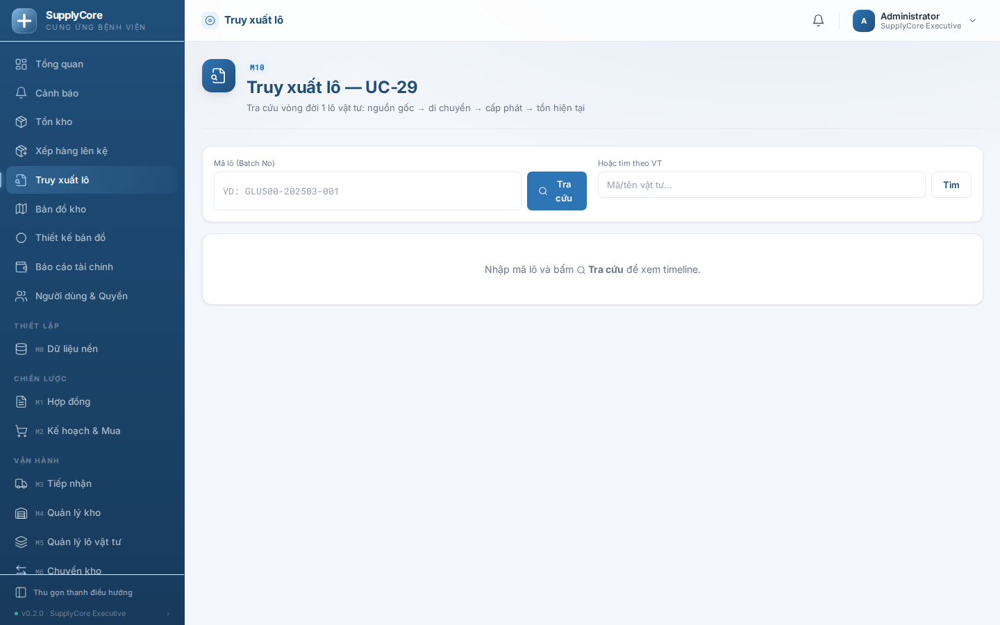 SupplyCore
CUNG ỨNG BỆNH VIỆN
Tổng quan
Cảnh báo
Tồn kho
Xếp hàng lên kệ
Truy xuất lô
Bản đồ kho
Thiết kế bản đồ
Báo cáo tài chính
Người dùng & Quyền
THIẾT LẬP
M0 Dữ liệu nền
CHIẾN LƯỢC
M1 Hợp đồng
M2 Kế hoạch & Mua
VẬN HÀNH
M3 Tiếp nhận
M4 Quản lý kho
M5 Quản lý lô vật tư
M6 Chuyển kho
Thu gọn thanh điều hướng
v0.2.0 · SupplyCore Executive
Truy xuất lô
A
Administrator
SupplyCore Executive
M10
Truy xuất lô — UC-29
Tra cứu vòng đời 1 lô vật tư: nguồn gốc → di chuyển → cấp phát → tồn hiện tại
Mã lô (Batch No)
VD: GLU500-202503-001
Tra
cứu
Hoặc tìm theo VT
Mã/tên vật tư...
Tìm
Nhập mã lô và bấm Tra cứu để xem timeline.